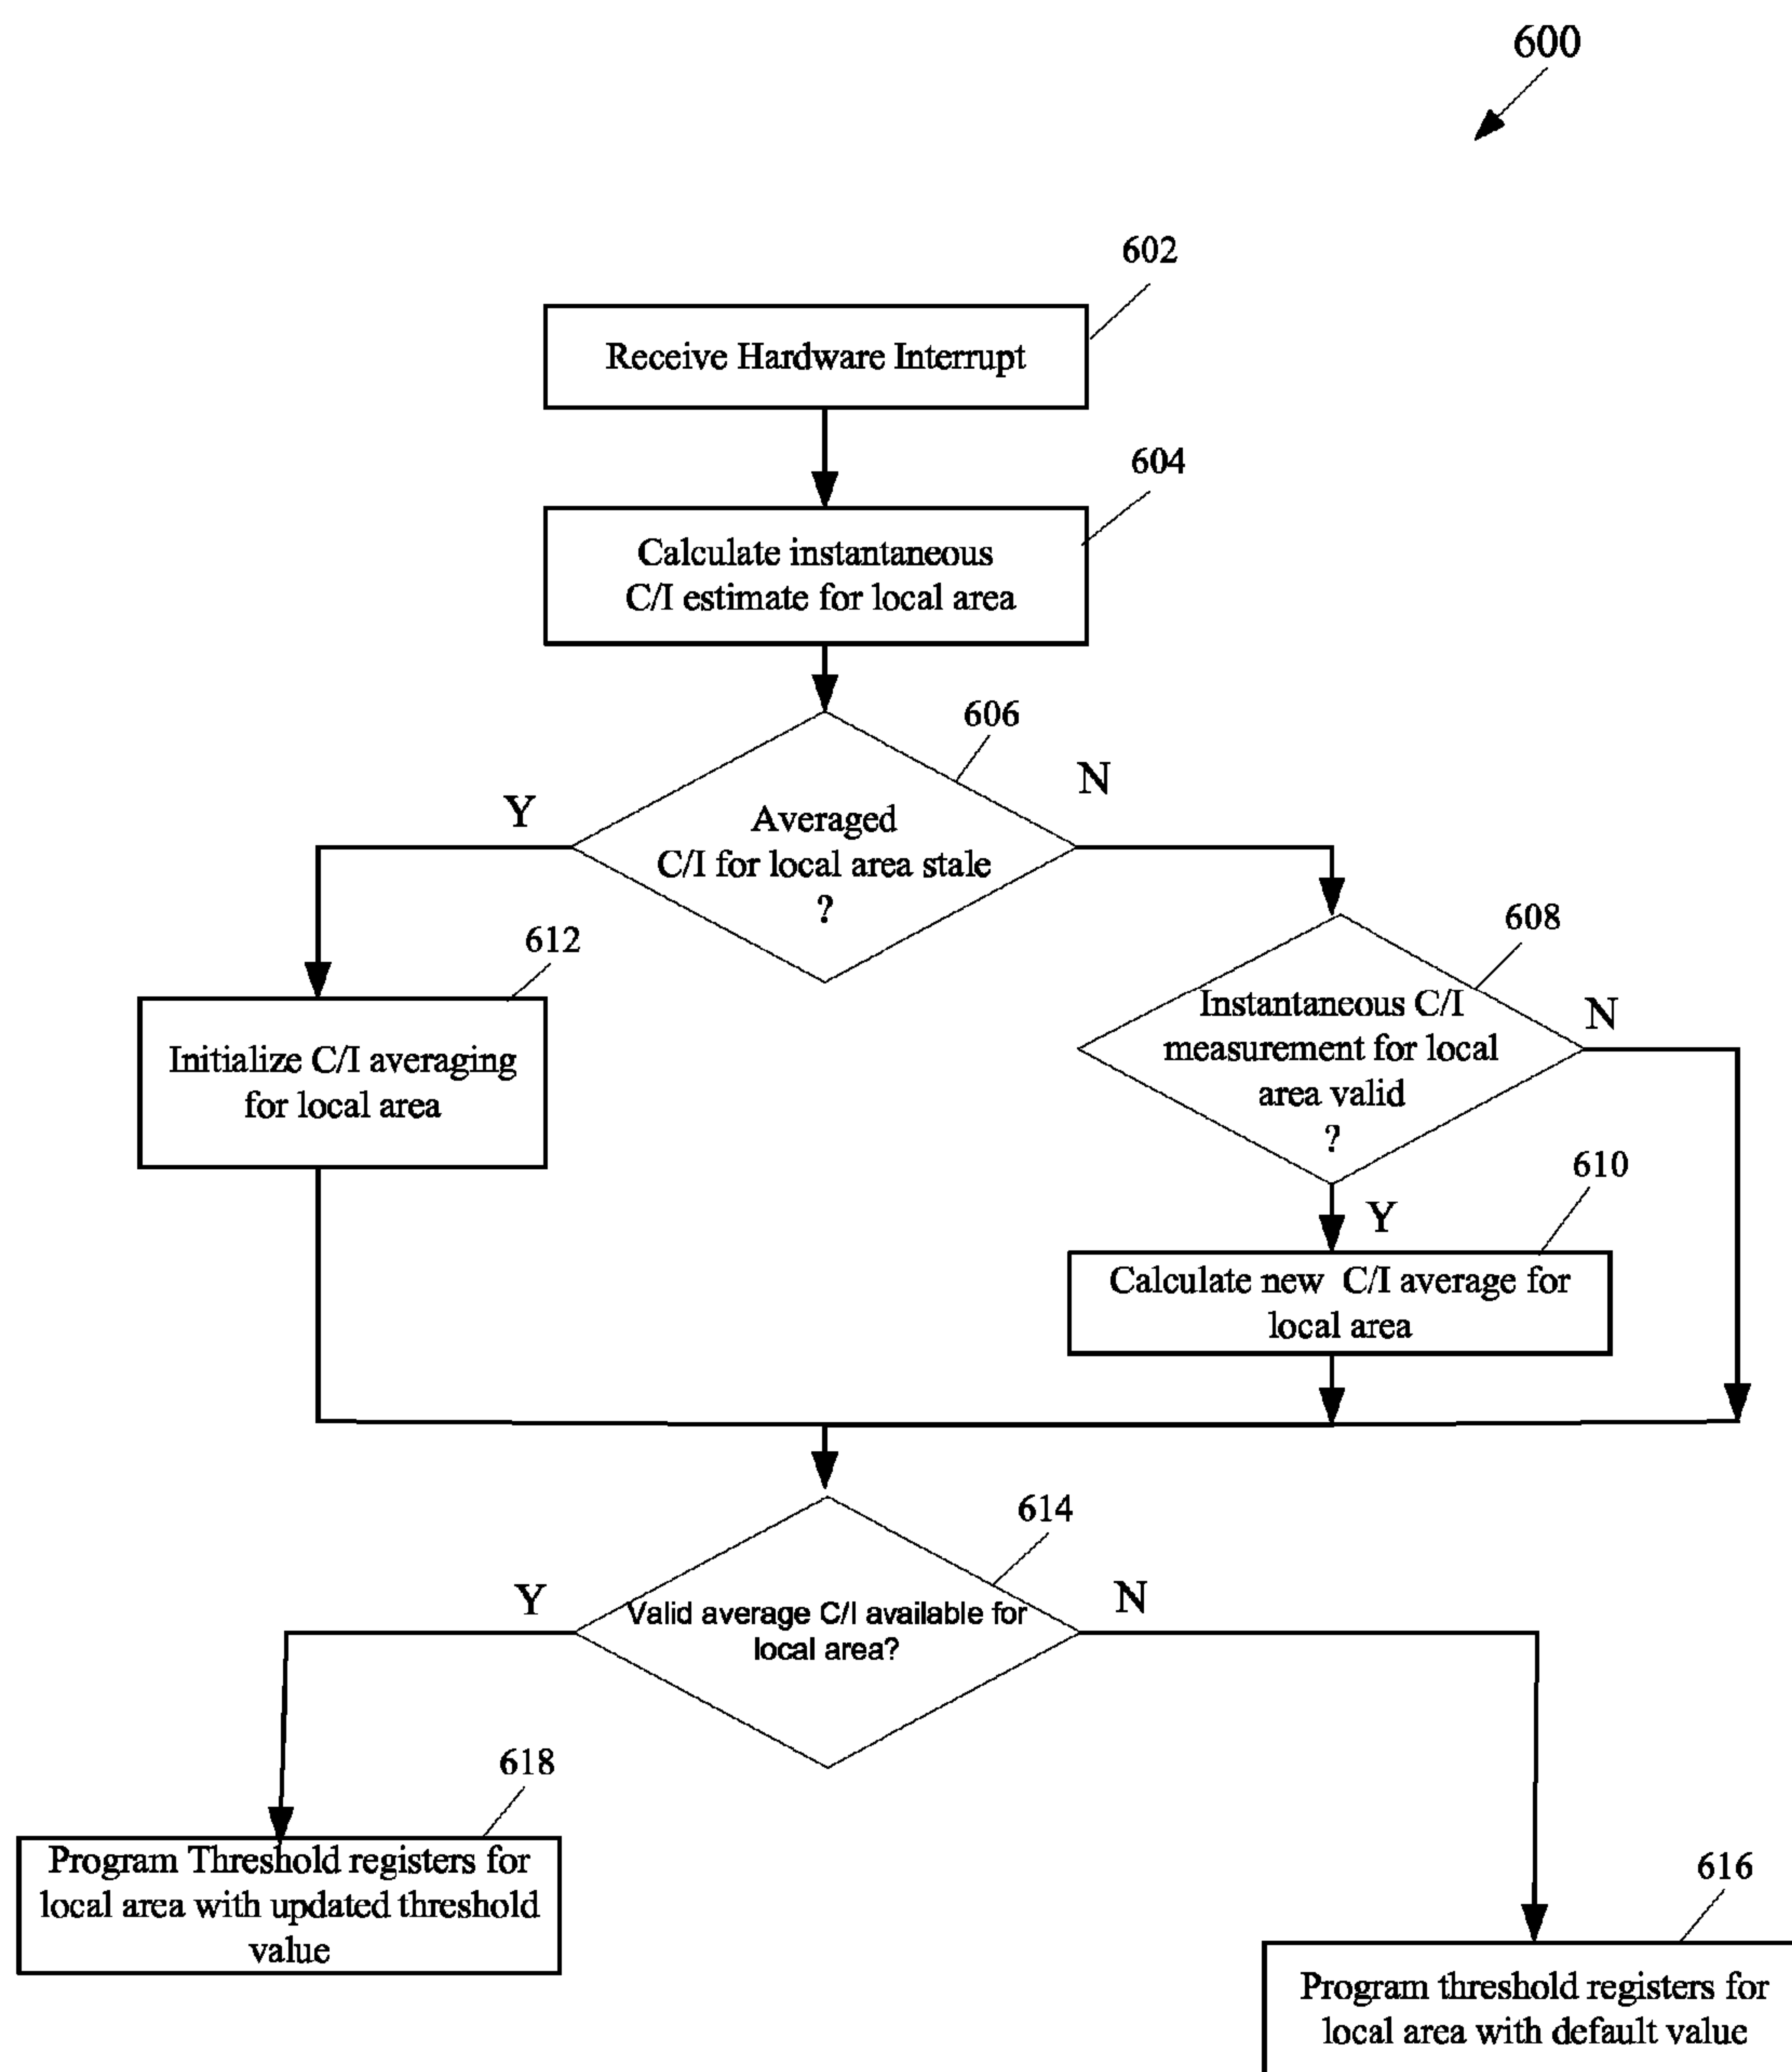 600
602
Receive Hardware Interrupt
604
Calculate instantaneous
C/I estimate for local area
606
Y
N
Averaged
C/I for local area stale
?
608
612
Instantaneous C/I
measurement for local
area valid
?
N
Initialize C/I averaging
for local area
610
Y
Calculate new C/I average for
local area
614
Y
N
Valid average C/I available for
local area?
618
Program Threshold registers for
local area with updated threshold
value
616
Program threshold registers for
local area with default value